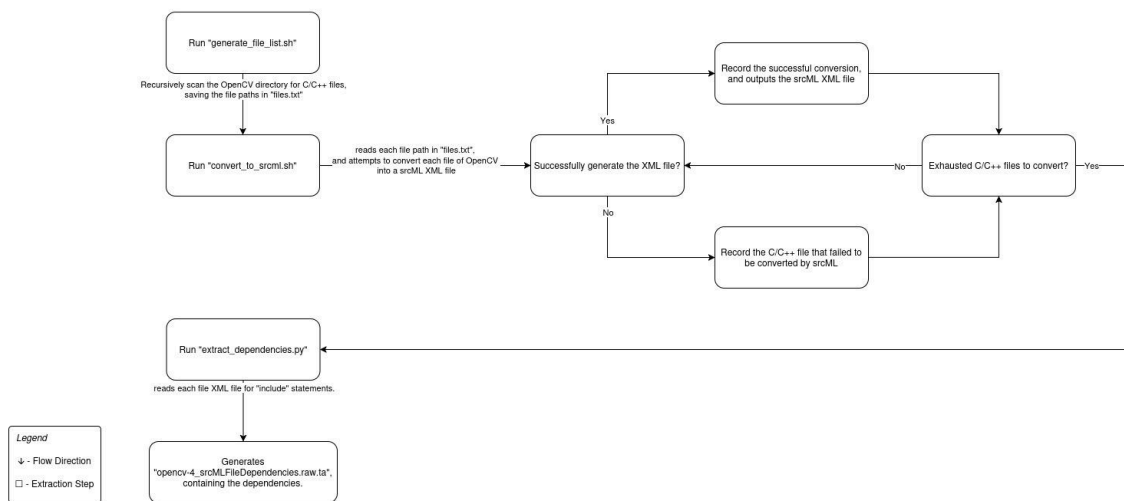 Run "generate_file_list.sh"
Recursively scan the OpenCV directory for C/C++ files,
saving the file paths in "files.txt"
Run "convert_to_srcml.sh"
reads each file path in "files.txt",
and attempts to convert each file of OpenCV
into a srcML XML file
Successfully generate the XML file?
Yes
Record the successful conversion,
and outputs the srcML XML file
No
Record the C/C++ file that failed to
be converted by srcML
Exhausted C/C++ files to convert?
No
Yes
Run "extract_dependencies.py"
reads each file XML file for "include" statements.
Generates
"opencv-4_srcMLFileDependencies.raw.ta",
containing the dependencies.
Legend
↓ - Flow Direction
☐ - Extraction Step